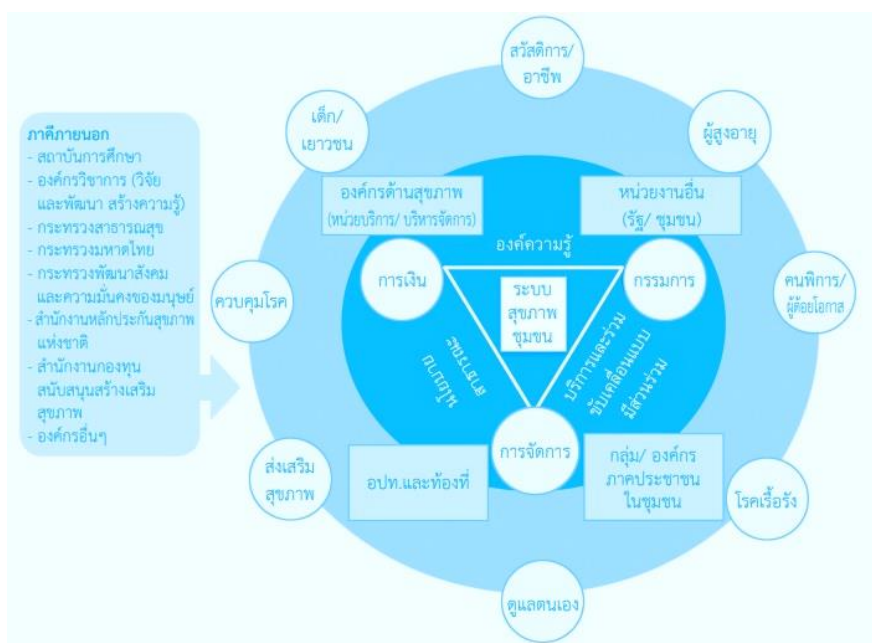 สวัสดิการ/
อาชีพ
เด็ก/
เยาวชน
ผู้สูงอายุ
ภาคีภายนอก
- สถาบันการศึกษา
- องค์กรวิชาการ (วิจัย
และพัฒนา สร้างความรู้)
- กระทรวงสาธารณสุข
- กระทรวงมหาดไทย
- กระทรวงพัฒนาสังคม
และความมั่นคงของมนุษย์
- สำนักงานหลักประกันสุขภาพ
แห่งชาติ
- สำนักงานกองทุน
สนับสนุนสร้างเสริม
สุขภาพ
- องค์กรอื่นๆ
องค์กรด้านสุขภาพ
(หน่วยบริการ/ บริหารจัดการ)
หน่วยงานอื่น
(รัฐ/ ชุมชน)
องค์ความรู้
การเงิน
ระบบ
สุขภาพ
ชุมชน
กรรมการ
ควบคุมโรค
คนพิการ/
ผู้ด้อยโอกาส
นโยบาย
สาธารณะ
บริการและร่วม
ขับเคลื่อนแบบ
มีส่วนร่วม
การจัดการ
ส่งเสริม
สุขภาพ
อปท.และท้องที่
กลุ่ม/ องค์กร
ภาคประชาชน
ในชุมชน
โรคเรื้อรัง
ดูแลตนเอง